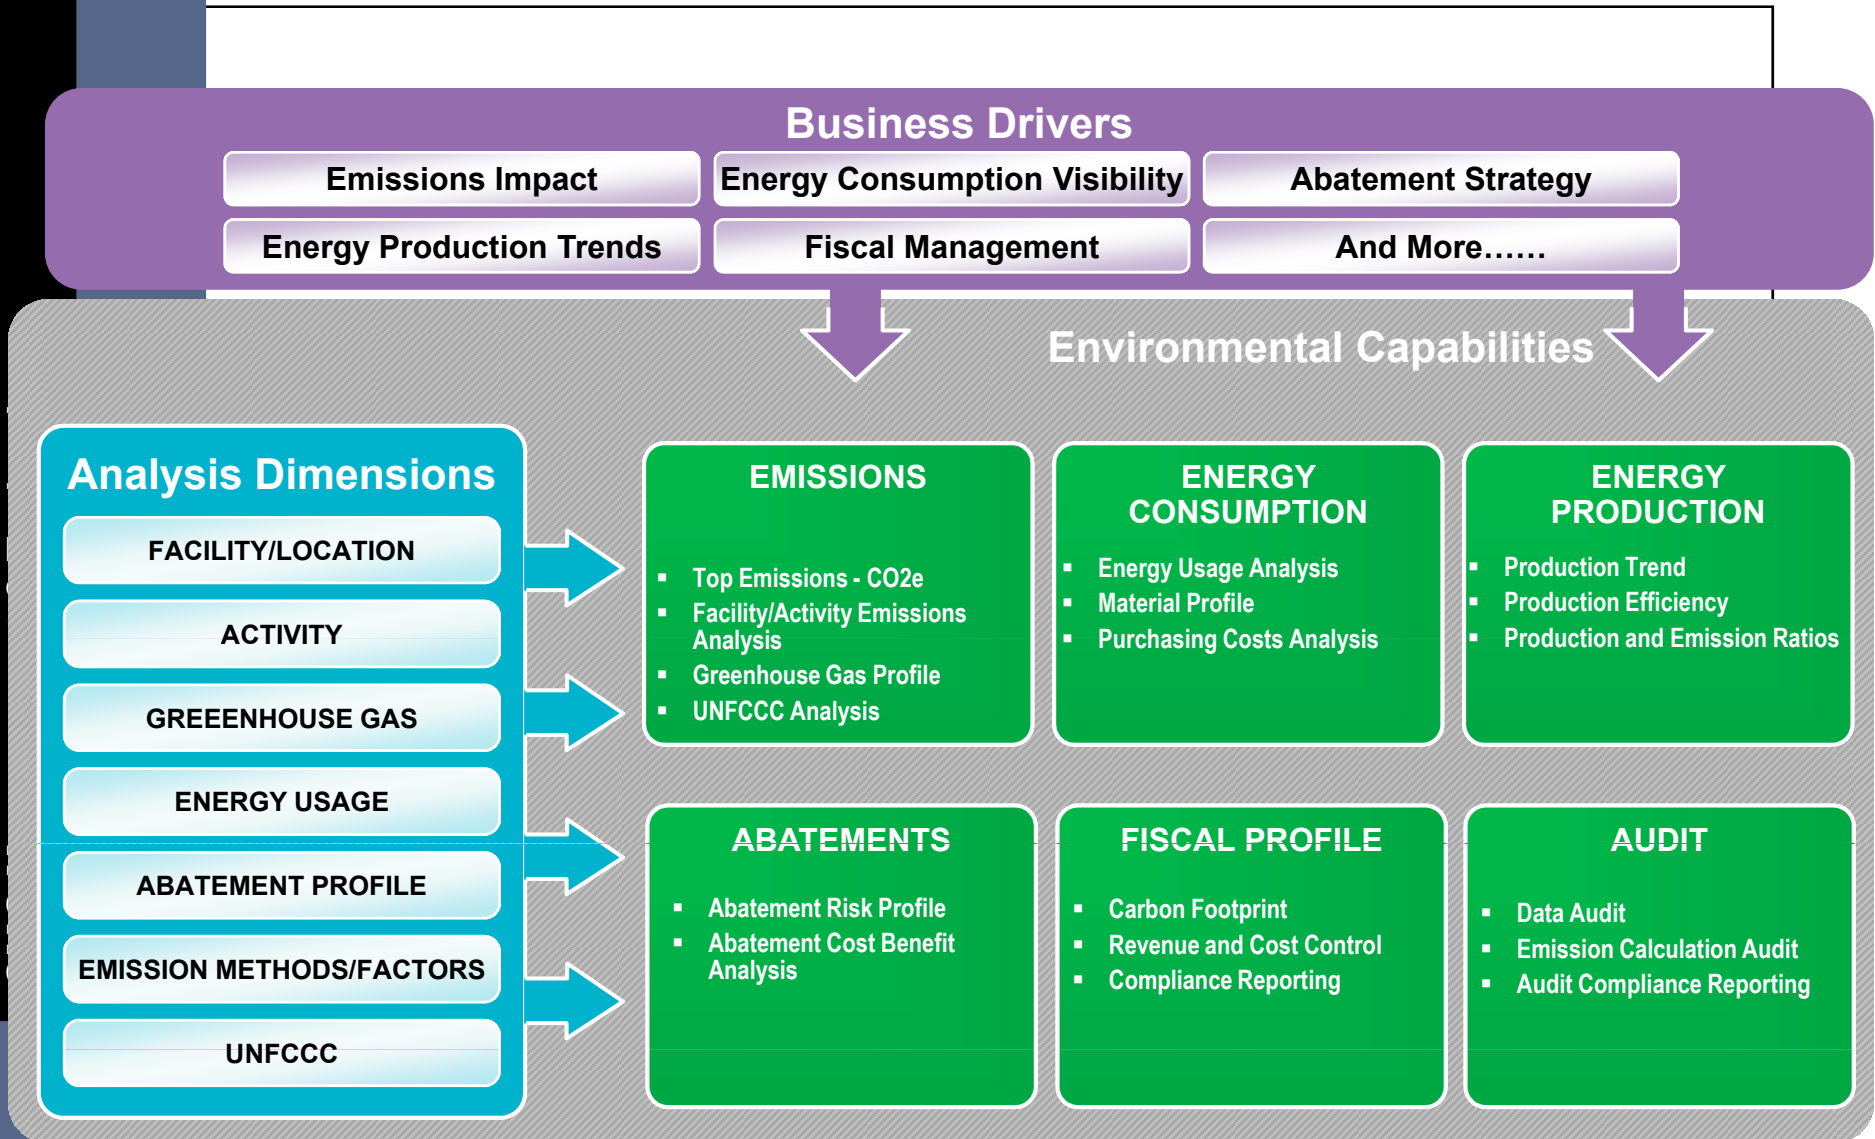 Business Drivers
Emissions Impact
Energy Consumption Visibility
Abatement Strategy
Energy Production Trends
Fiscal Management
And More......
Environmental Capabilities
Analysis Dimensions
FACILITY/LOCATION
ACTIVITY
GREEENHOUSE GAS
ENERGY USAGE
ABATEMENT PROFILE
EMISSION METHODS/FACTORS
UNFCCC
EMISSIONS
▪ Top Emissions - CO2e
▪ Facility/Activity Emissions
Analysis
▪ Greenhouse Gas Profile
▪ UNFCCC Analysis
ENERGY
CONSUMPTION
▪ Energy Usage Analysis
▪ Material Profile
▪ Purchasing Costs Analysis
ENERGY
PRODUCTION
▪ Production Trend
▪ Production Efficiency
▪ Production and Emission Ratios
ABATEMENTS
▪ Abatement Risk Profile
▪ Abatement Cost Benefit
Analysis
FISCAL PROFILE
▪ Carbon Footprint
▪ Revenue and Cost Control
▪ Compliance Reporting
AUDIT
▪ Data Audit
▪ Emission Calculation Audit
▪ Audit Compliance Reporting